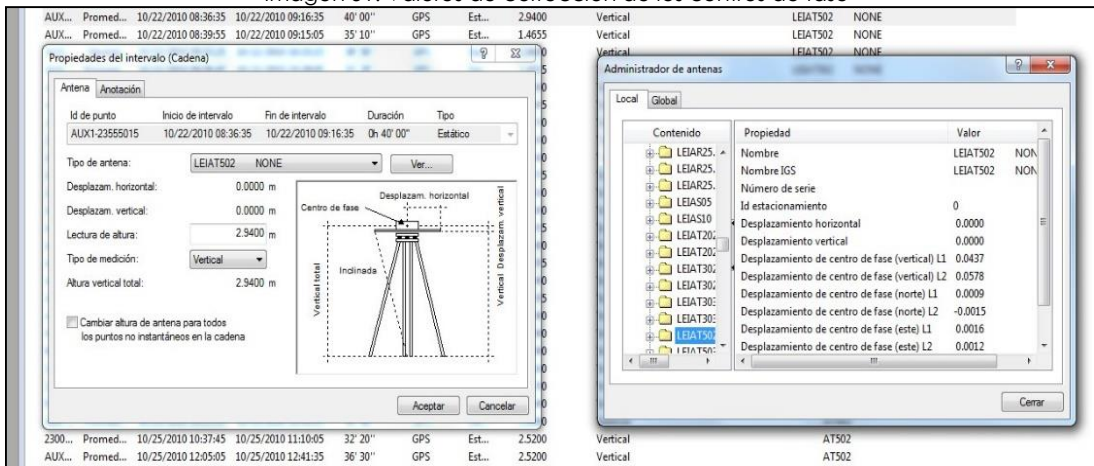 AUX... Promed... 10/22/2010 08:36:35 10/22/2010 09:16:35 40' 00" GPS Est... 2.9400 Vertical LEIAT502 NONE
AUX... Promed... 10/22/2010 08:39:55 10/22/2010 09:15:05 35' 10" GPS Est... 1.4655 Vertical LEIAT502 NONE
Vertical LEIAT502 NONE
Propiedades del intervalo (Cadena)
Antena Anotación
Id de punto Inicio de intervalo Fin de intervalo Duración Tipo
AUX1-23555015 10/22/2010 08:36:35 10/22/2010 09:16:35 0h 40' 00" Estático
Tipo de antena: LEIAT502 NONE Ver...
Desplazam. horizontal: 0.0000 m
Desplazam. vertical: 0.0000 m
Lectura de altura: 2.9400 m
Tipo de medición: Vertical
Altura vertical total: 2.9400 m
Cambiar altura de antena para todos
los puntos no instantáneos en la cadena
Desplazam. horizontal
Centro de fase
Inclinada
Vertical total
Vertical
Desplazam. vertical
Aceptar Cancelar
Administrador de antenas
Local Global
Contenido Propiedad Valor
LEIAR25.
LEIAR25.
LEIAR25.
LEIAS05
LEIAS10
LEIAT202
LEIAT202
LEIAT302
LEIAT302
LEIAT303
LEIAT303
LEIAT502
LEIAT503
Nombre LEIAT502 NON
Nombre IGS LEIAT502 NON
Número de serie
Id estacionamiento 0
Desplazamiento horizontal 0.0000
Desplazamiento vertical 0.0000
Desplazamiento de centro de fase (vertical) L1 0.0437
Desplazamiento de centro de fase (vertical) L2 0.0578
Desplazamiento de centro de fase (norte) L1 0.0009
Desplazamiento de centro de fase (norte) L2 -0.0015
Desplazamiento de centro de fase (este) L1 0.0016
Desplazamiento de centro de fase (este) L2 0.0012
Cerrar
2300... Promed... 10/25/2010 10:37:45 10/25/2010 11:10:05 32' 20" GPS Est... 2.5200 Vertical AT502
AUX... Promed... 10/25/2010 12:05:05 10/25/2010 12:41:35 36' 30" GPS Est... 2.5200 Vertical AT502